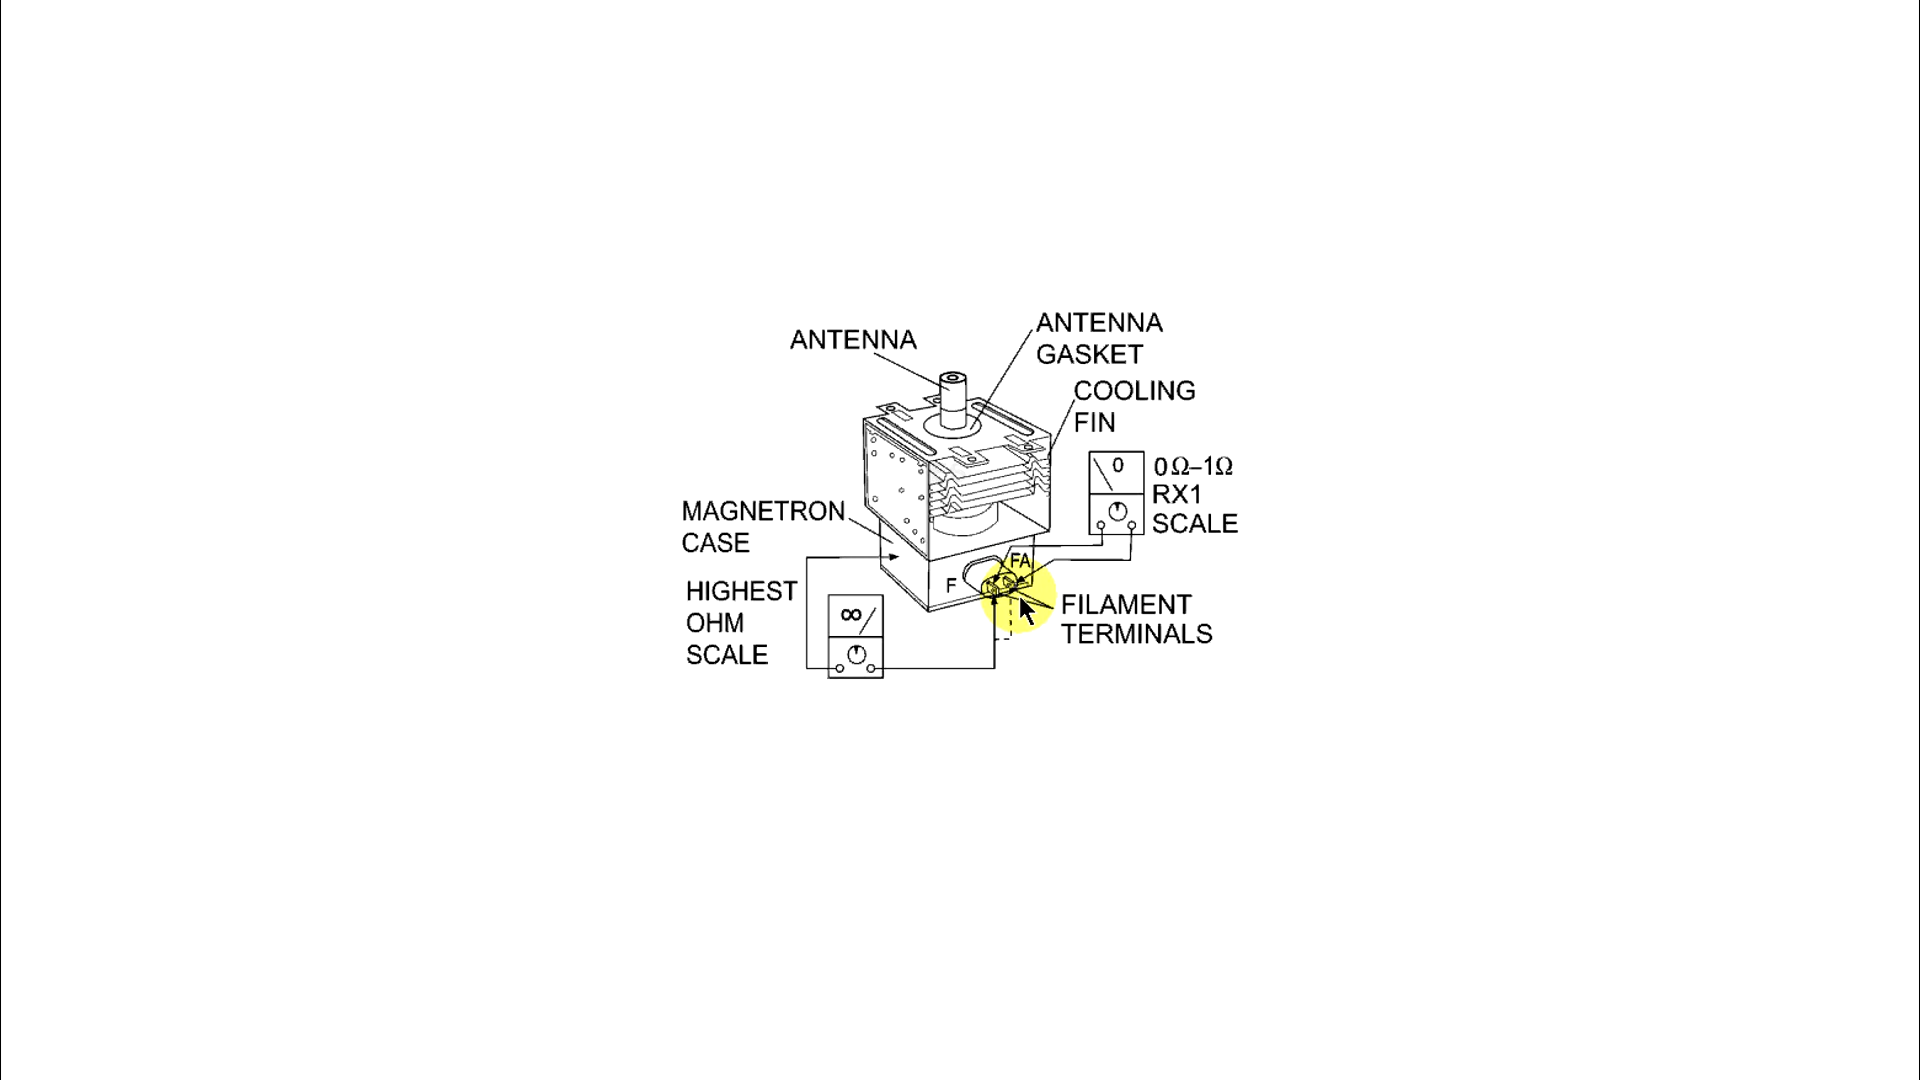 ANTENNA
ANTENNA
GASKET
COOLING
FIN
0
0Ω–1Ω
RX1
SCALE
MAGNETRON
CASE
FA
F
HIGHEST
OHM
SCALE
∞
FILAMENT
TERMINALS